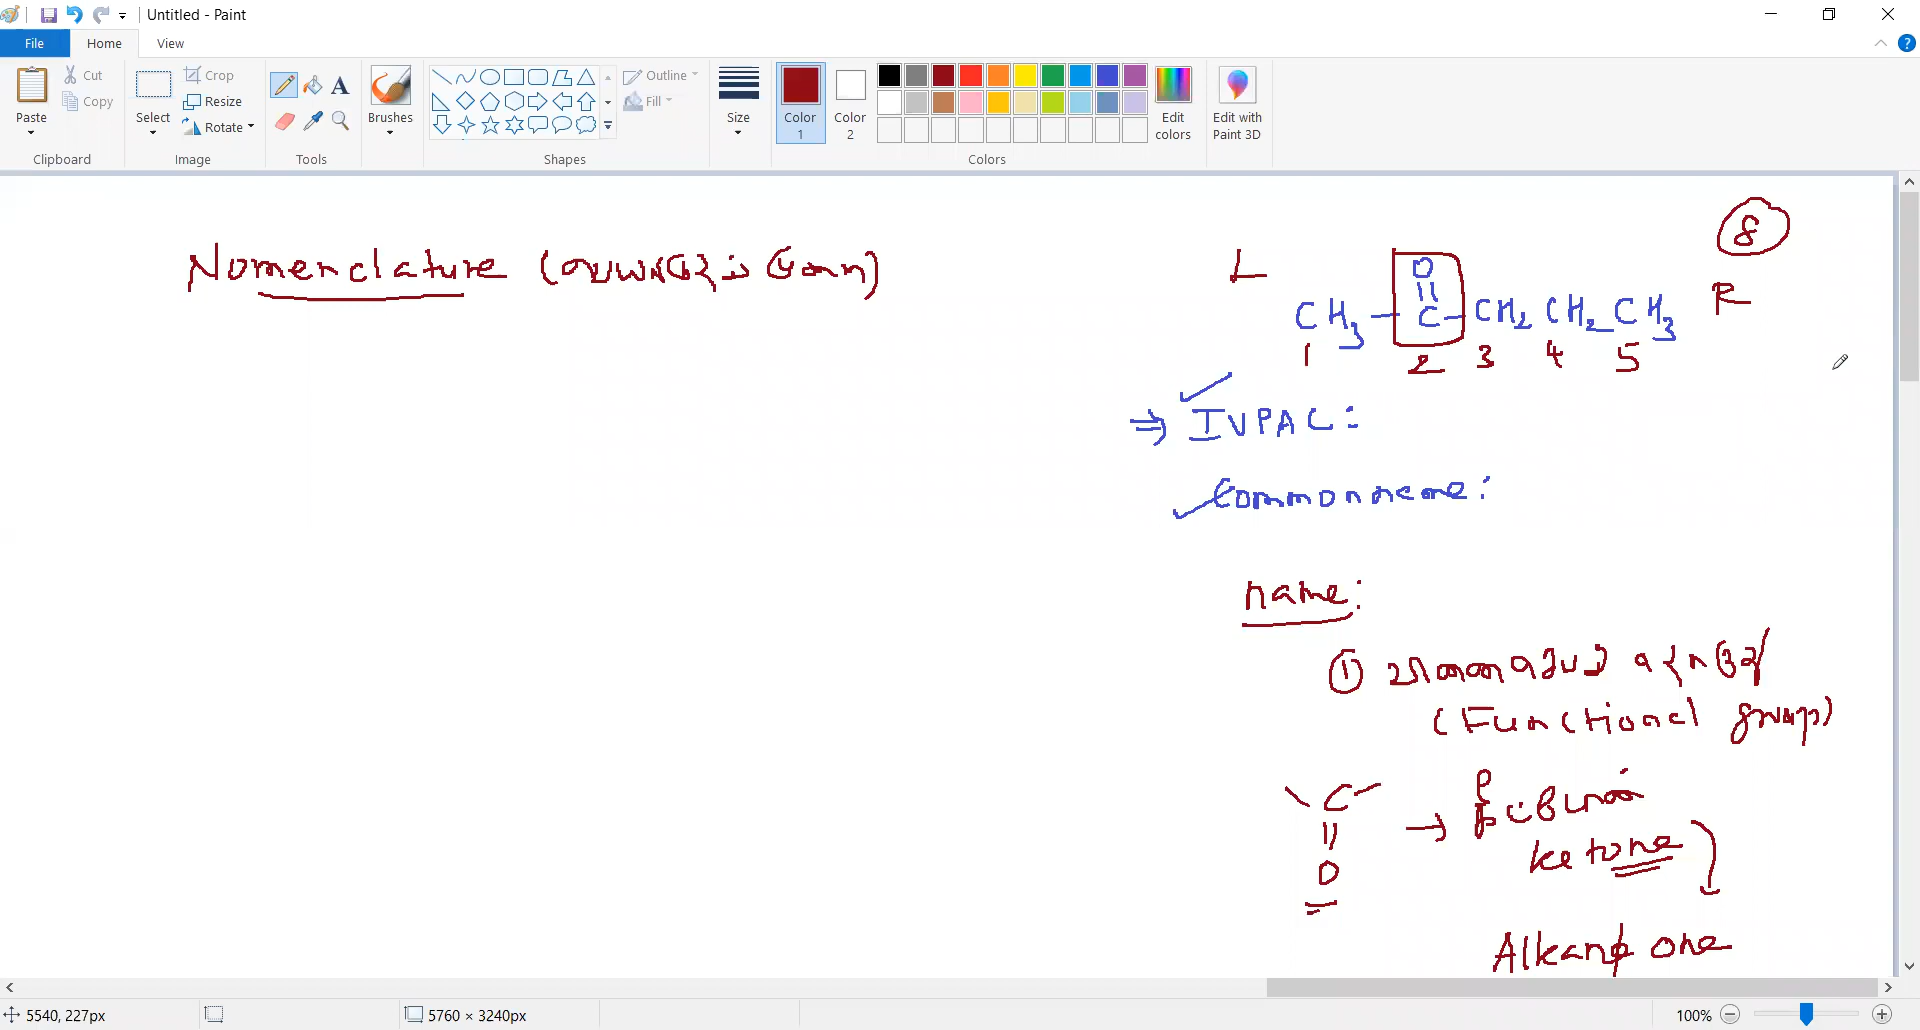 Untitled - Paint
File Home View
Paste
Cut
Copy
Clipboard
Select
Crop
Resize
Rotate
Image
A
Tools
Brushes
Outline
Fill
Shapes
Size
Color 1
Color 2
Edit colors
Colors
Edit with Paint 3D
8
Nomenclature
L R
O
CH3 - C - CH2 CH2 - CH3
1 2 3 4 5
⇒ IUPAC :
Common name :
name :
①
(Functional group)
C →
O ketone
Alkane one
5540, 227px
5760 × 3240px
100%